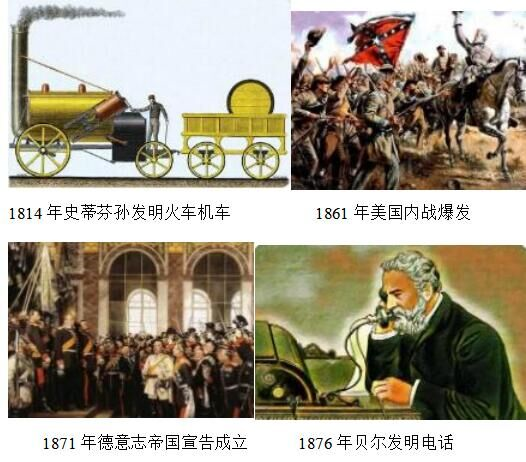 1814 年史蒂芬孙发明火车机车
1861 年美国内战爆发
1871 年德意志帝国宣告成立
1876 年贝尔发明电话